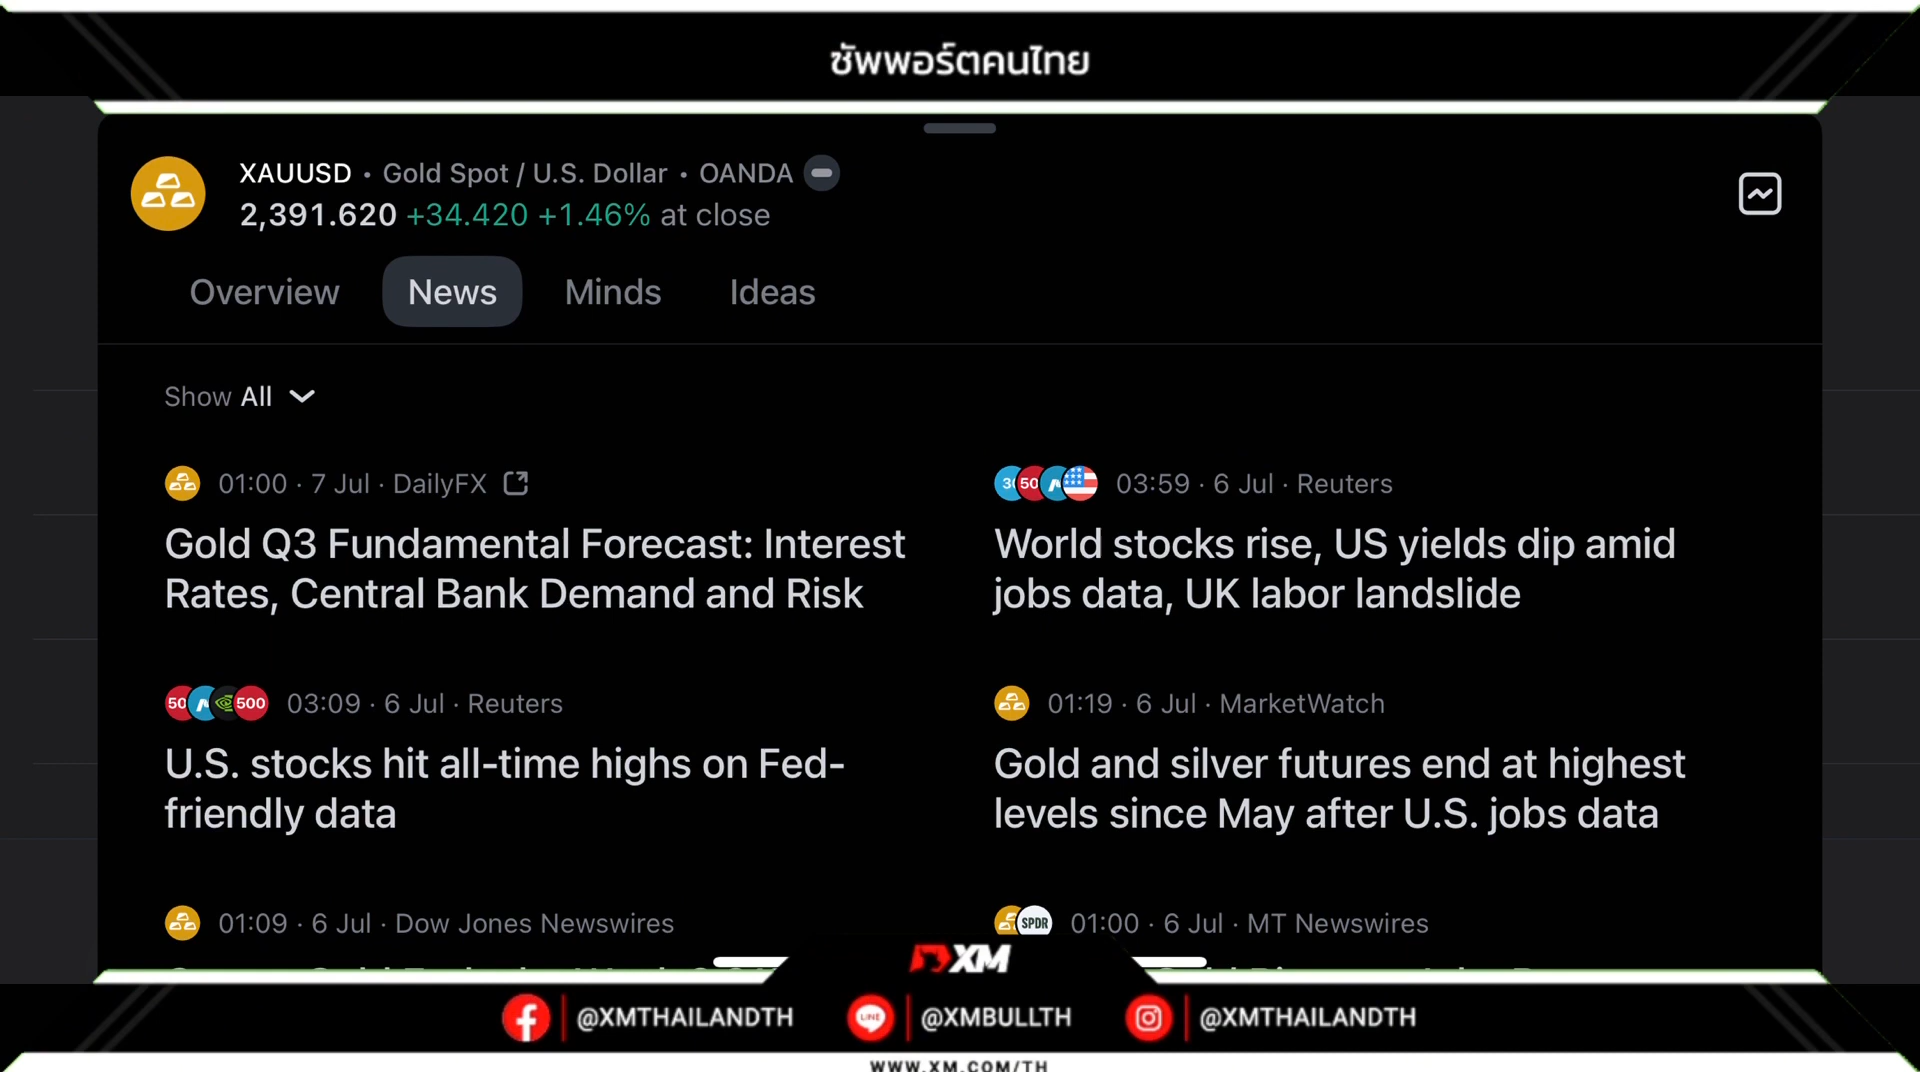 ซัพพอร์ตคนไทย
XAUUSD • Gold Spot / U.S. Dollar • OANDA
2,391.620 +34.420 +1.46% at close
Overview News Minds Ideas
Show All
01:00 · 7 Jul · DailyFX
Gold Q3 Fundamental Forecast: Interest
Rates, Central Bank Demand and Risk
50
03:59 · 6 Jul · Reuters
World stocks rise, US yields dip amid
jobs data, UK labor landslide
50 500 03:09 · 6 Jul · Reuters
U.S. stocks hit all-time highs on Fed-
friendly data
01:19 · 6 Jul · MarketWatch
Gold and silver futures end at highest
levels since May after U.S. jobs data
01:09 · 6 Jul · Dow Jones Newswires
SPDR 01:00 · 6 Jul · MT Newswires
XM
@XMTHAILANDTH LINE @XMBULLTH @XMTHAILANDTH
WWW.XM.COM/TH